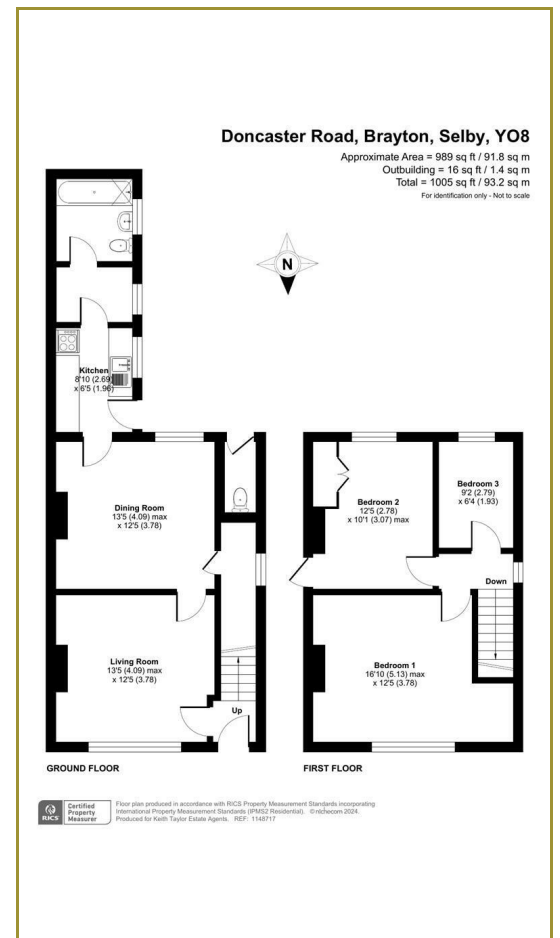 Doncaster Road, Brayton, Selby, YO8
Approximate Area = 989 sq ft / 91.8 sq m
Outbuilding = 16 sq ft / 1.4 sq m
Total = 1005 sq ft / 93.2 sq m
For identification only - Not to scale
N
Kitchen
8'10 (2.69)
x 6'5 (1.96)
Dining Room
13'5 (4.09) max
x 12'5 (3.78)
Living Room
13'5 (4.09) max
x 12'5 (3.78)
Up
GROUND FLOOR
Bedroom 2
12'5 (2.78)
x 10'1 (3.07) max
Bedroom 3
9'2 (2.79)
x 6'4 (1.93)
Down
Bedroom 1
16'10 (5.13) max
x 12'5 (3.78)
FIRST FLOOR
RICS
Certified
Property
Measurer
Floor plan produced in accordance with RICS Property Measurement Standards incorporating
International Property Measurement Standards (IPMS2 Residential). © nichecom 2024.
Produced for Keith Taylor Estate Agents. REF: 1148717